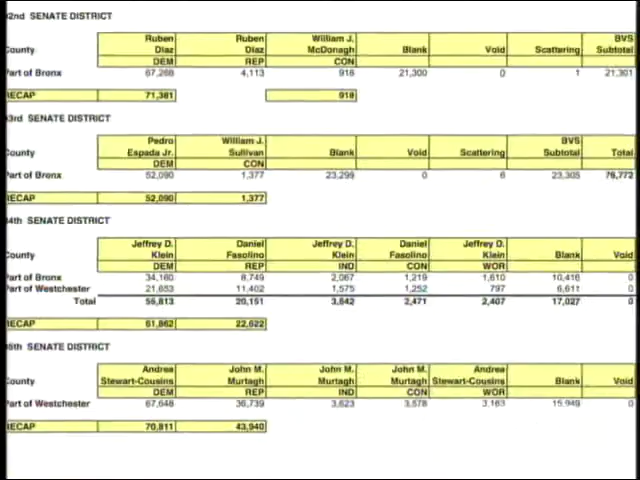 02nd SENATE DISTRICT
Ruben Ruben William J. BVS
County Diaz Diaz McDonagh Blank Void Scattering Subtotal
DEM REP CON
Part of Bronx 67,268 4,113 918 21,300 0 1 21,301
RECAP 71,381 918
03rd SENATE DISTRICT
Pedro William J. BVS
County Espada Jr. Sullivan Blank Void Scattering Subtotal Total
DEM CON
Part of Bronx 52,090 1,377 23,299 0 6 23,305 76,772
RECAP 52,090 1,377
04th SENATE DISTRICT
Jeffrey D. Daniel Jeffrey D. Daniel Jeffrey D.
County Klein Fasolino Klein Fasolino Klein Blank Void
DEM REP IND CON WOR
Part of Bronx 34,160 8,749 2,067 1,219 1,610 10,416 0
Part of Westchester 21,653 11,402 1,575 1,252 797 6,611 0
Total 55,813 20,151 3,642 2,471 2,407 17,027 0
RECAP 61,862 22,622
SENATE DISTRICT
Andrea John M. John M. John M. Andrea
County Stewart-Cousins Murtagh Murtagh Murtagh Stewart-Cousins Blank Void
DEM REP IND CON WOR
Part of Westchester 67,648 36,739 3,623 3,578 3,163 15,949 0
RECAP 70,811 43,940